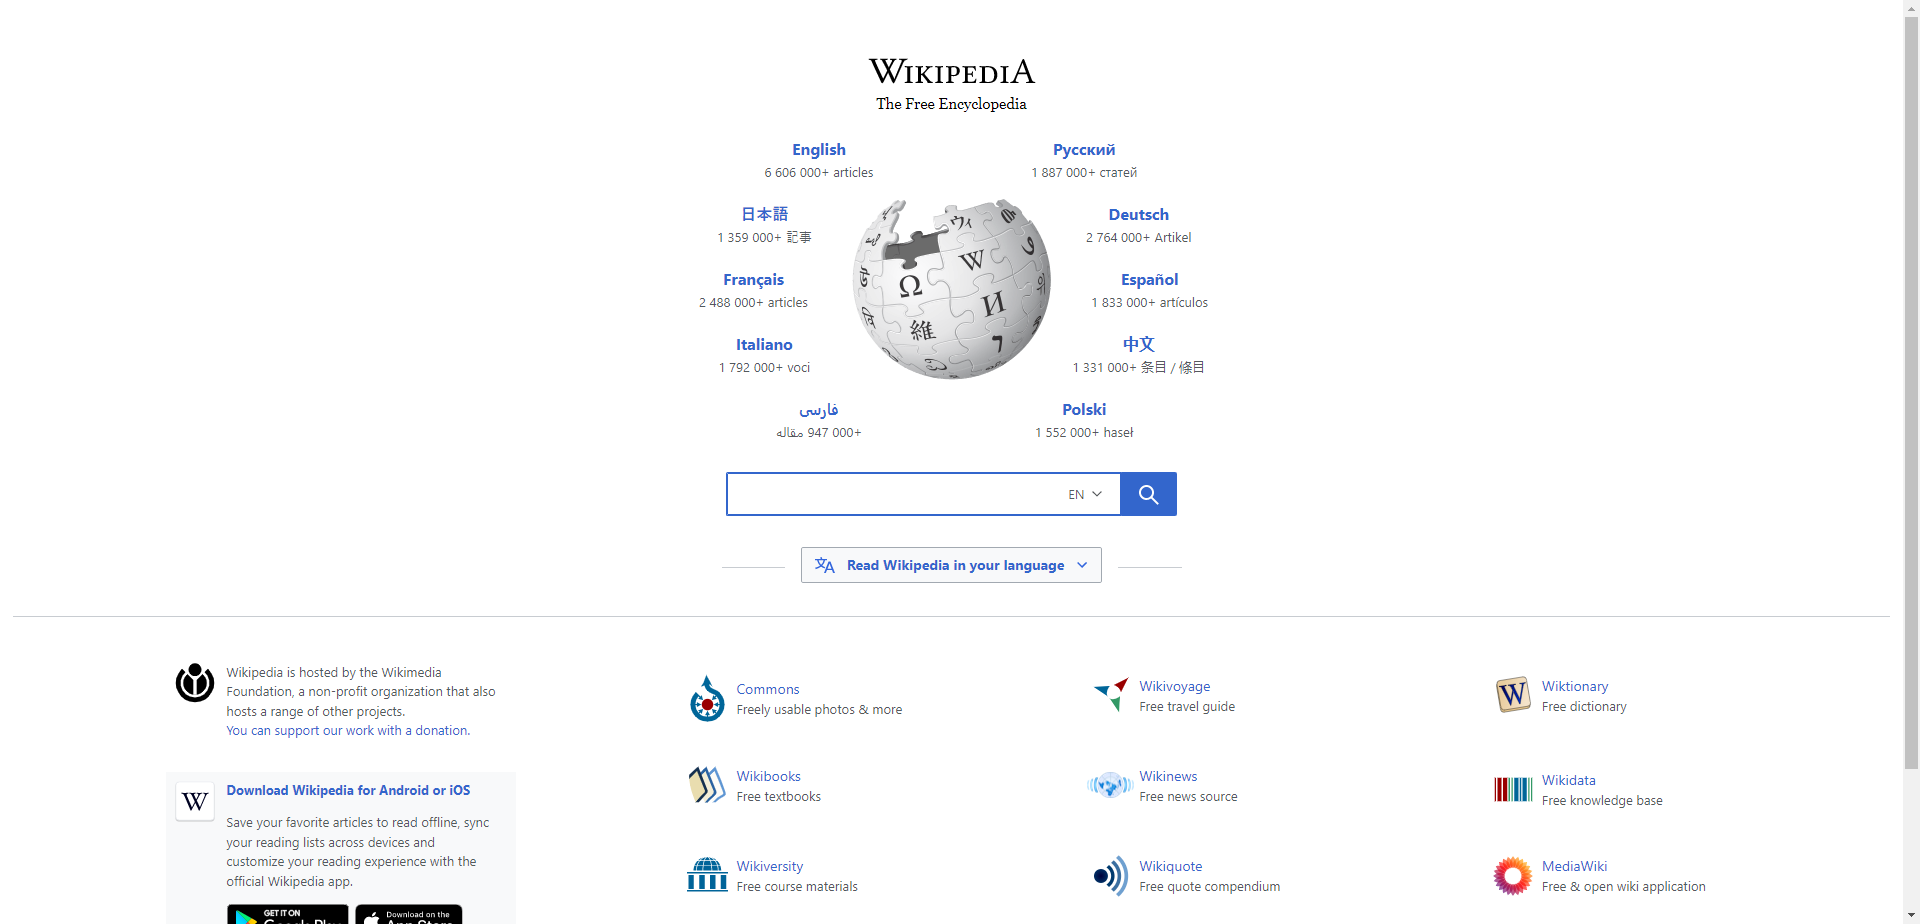 WIKIPEDIA
The Free Encyclopedia
English
6 606 000+ articles
Русский
1 887 000+ статей
日本語
1 359 000+ 記事
Deutsch
2 764 000+ Artikel
Français
2 488 000+ articles
Español
1 833 000+ artículos
Italiano
1 792 000+ voci
中文
1 331 000+ 条目 / 條目
فارسی
۹۴۷ 000+ مقاله
Polski
1 552 000+ haseł
Ω
W
И
維
ウィ
EN
Read Wikipedia in your language
Wikipedia is hosted by the Wikimedia
Foundation, a non-profit organization that also
hosts a range of other projects.
You can support our work with a donation.
W
Download Wikipedia for Android or iOS
Save your favorite articles to read offline, sync
your reading lists across devices and
customize your reading experience with the
official Wikipedia app.
GET IT ON
Google Play
Download on the
App Store
Commons
Freely usable photos & more
Wikivoyage
Free travel guide
W
Wiktionary
Free dictionary
Wikibooks
Free textbooks
Wikinews
Free news source
Wikidata
Free knowledge base
Wikiversity
Free course materials
Wikiquote
Free quote compendium
MediaWiki
Free & open wiki application